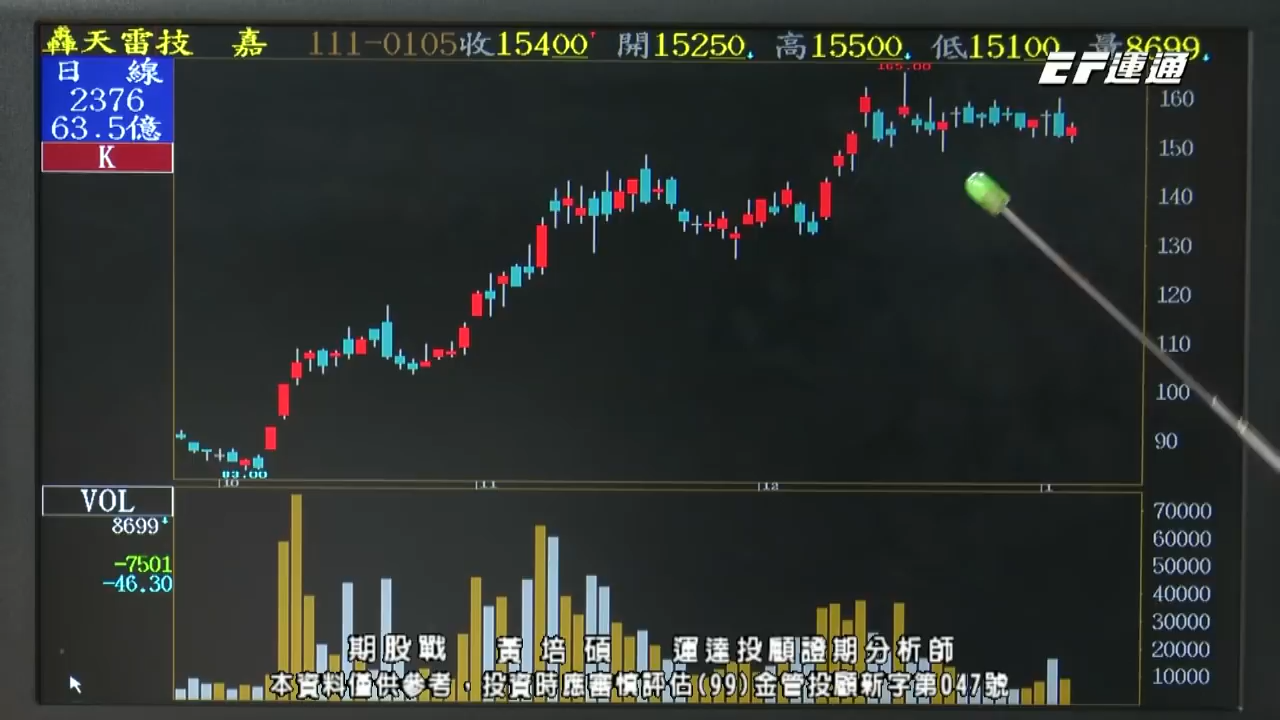 轟天雷技 嘉 111-0105收15400↑ 開15250↓ 高15500↓ 低15100 量8699↓
EF運通
日 線
2376
63.5億
K
165.00
160
150
140
130
120
110
100
90
83.00
10 11 12 1
VOL
8699↓
-7501
-46.30
70000
60000
50000
40000
30000
20000
10000
期股戰 黃培碩 運達投顧證期分析師
本資料僅供參考，投資時應審慎評估(99)金管投顧新字第047號